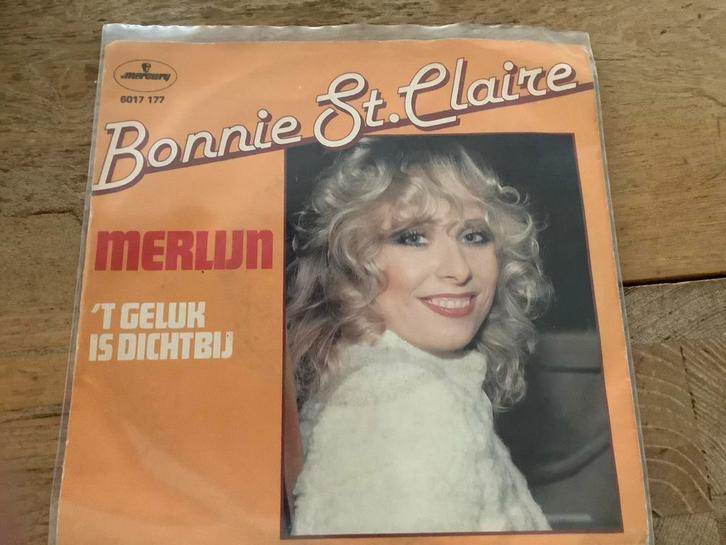 mercury
6017 177
Bonnie St. Claire
MERLIJN
'T GELUK
IS DICHTBIJ